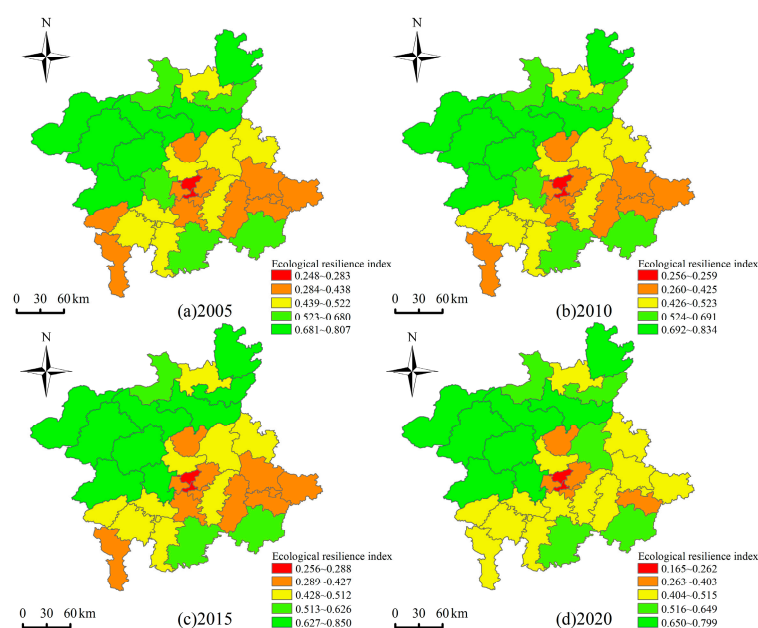 N
Ecological resilience index
0.248~0.283
0.284~0.438
0.439~0.522
0.523~0.680
0.681~0.807
0 30 60 km
(a)2005
N
Ecological resilience index
0.256~0.259
0.260~0.425
0.426~0.523
0.524~0.691
0.692~0.834
0 30 60 km
(b)2010
N
Ecological resilience index
0.256~0.288
0.289~0.427
0.428~0.512
0.513~0.626
0.627~0.850
0 30 60 km
(c)2015
N
Ecological resilience index
0.165~0.262
0.263~0.403
0.404~0.515
0.516~0.649
0.650~0.799
0 30 60 km
(d)2020